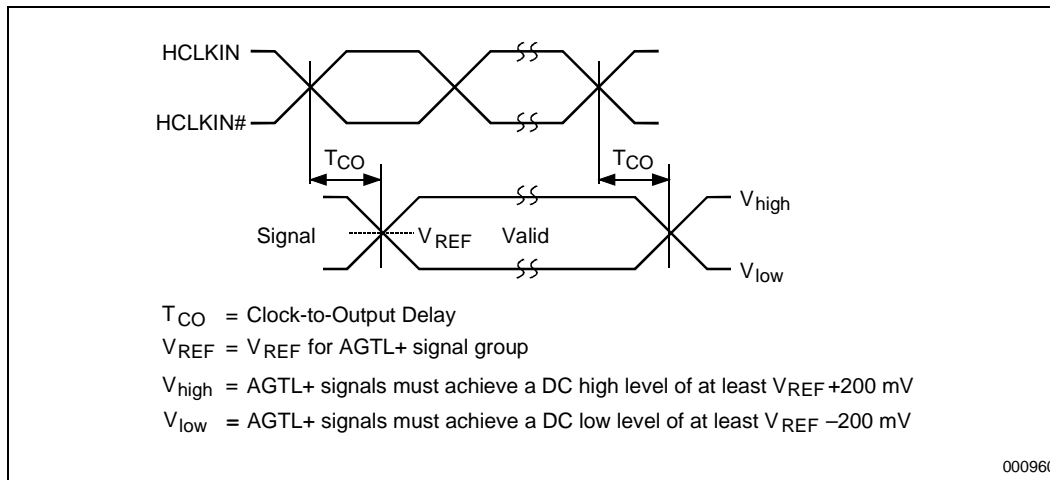 HCLKIN
HCLKIN#
TCO TCO
Vhigh
Signal VREF Valid
Vlow
TCO = Clock-to-Output Delay
VREF = VREF for AGTL+ signal group
Vhigh = AGTL+ signals must achieve a DC high level of at least VREF+200 mV
Vlow = AGTL+ signals must achieve a DC low level of at least VREF –200 mV
000960